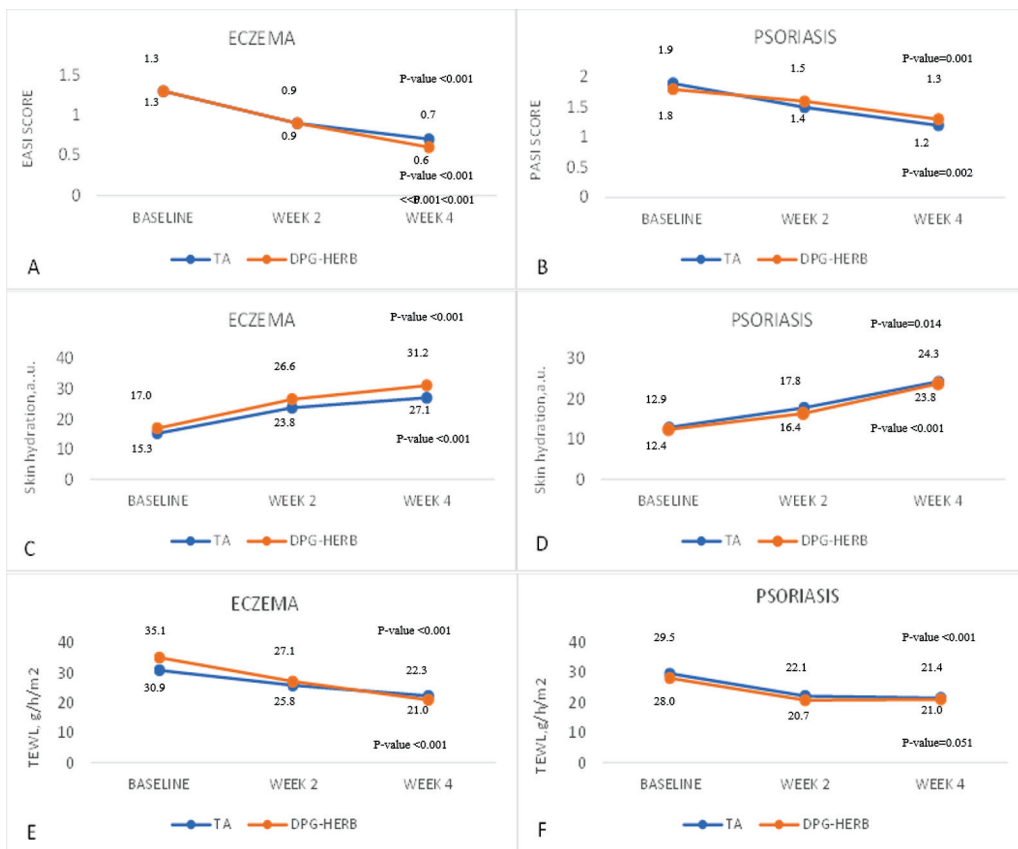 ECZEMA
1.3
0.9
P-value <0.001
0.7
EASI SCORE
1.5
1
0.5
0
1.3
0.9
0.6
P-value <0.001
BASELINE
WEEK 2
WEEK 4
TA
DPG-HERB
A
PSORIASIS
1.9
1.5
P-value=0.001
1.3
PASI SCORE
2
1.5
1
0.5
0
1.8
1.4
1.2
P-value=0.002
BASELINE
WEEK 2
WEEK 4
TA
DPG-HERB
B
ECZEMA
P-value <0.001
17.0
26.6
31.2
Skin hydration,a.u.
40
30
20
10
0
15.3
23.8
27.1
P-value <0.001
BASELINE
WEEK 2
WEEK 4
TA
DPG-HERB
C
PSORIASIS
P-value=0.014
12.9
17.8
24.3
Skin hydration,a.u.
30
20
10
0
12.4
16.4
23.8
P-value <0.001
BASELINE
WEEK 2
WEEK 4
TA
DPG-HERB
D
ECZEMA
35.1
27.1
P-value <0.001
22.3
TEWL, g/h/m2
40
30
20
10
0
30.9
25.8
21.0
P-value <0.001
BASELINE
WEEK 2
WEEK 4
TA
DPG-HERB
E
PSORIASIS
29.5
22.1
P-value <0.001
21.4
TEWL,g/h/m2
40
30
20
10
0
28.0
20.7
21.0
P-value=0.051
BASELINE
WEEK 2
WEEK 4
TA
DPG-HERB
F